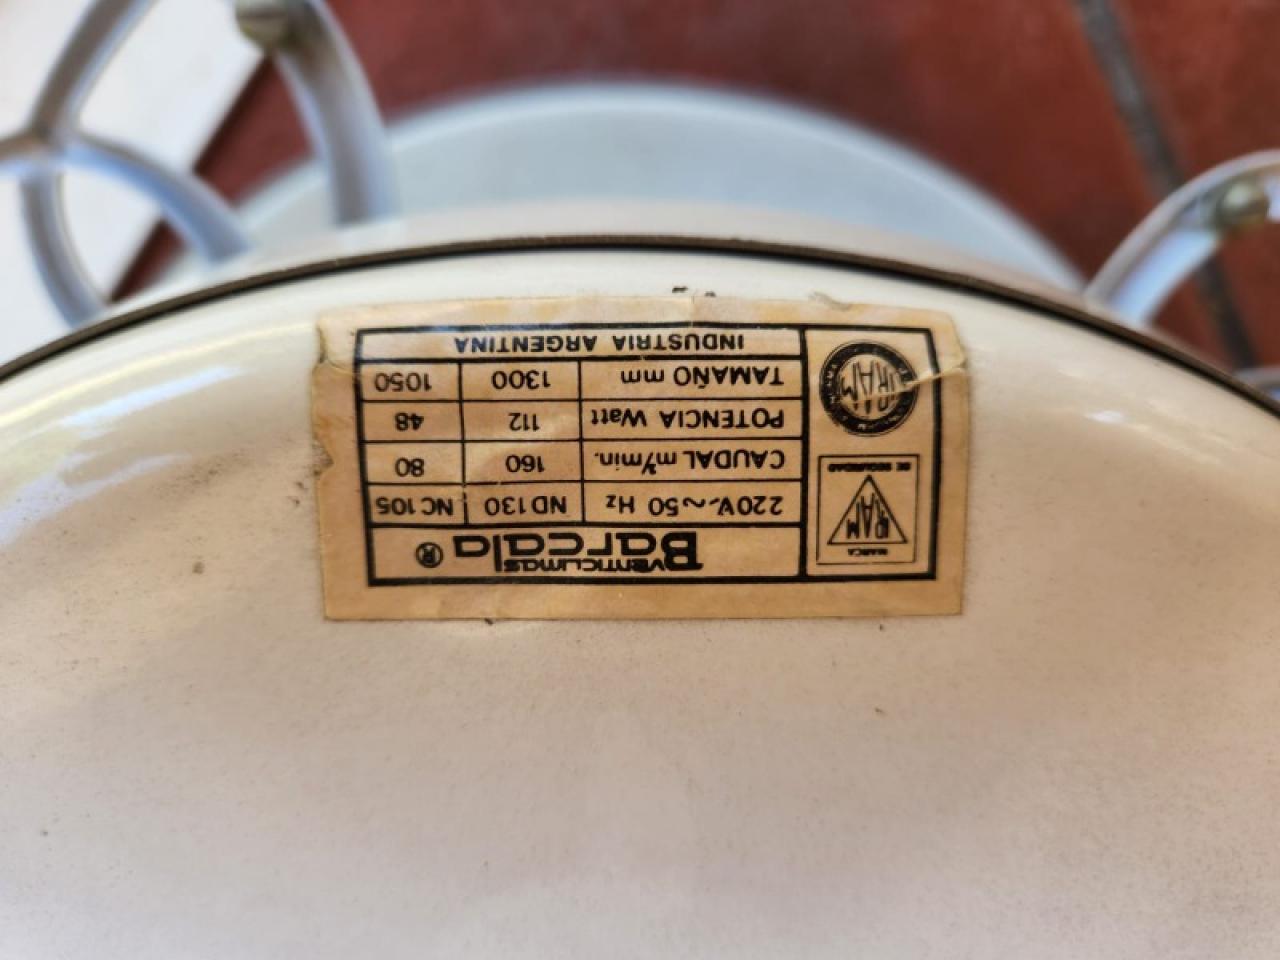 MARCA
IRAM
DE SEGURIDAD
IRAM
VENTICLIMAS
Barcala ®
220V.~50 Hz ND130 NC105
CAUDAL m³/min. 160 80
POTENCIA Watt 112 48
TAMAÑO mm 1300 1050
INDUSTRIA ARGENTINA